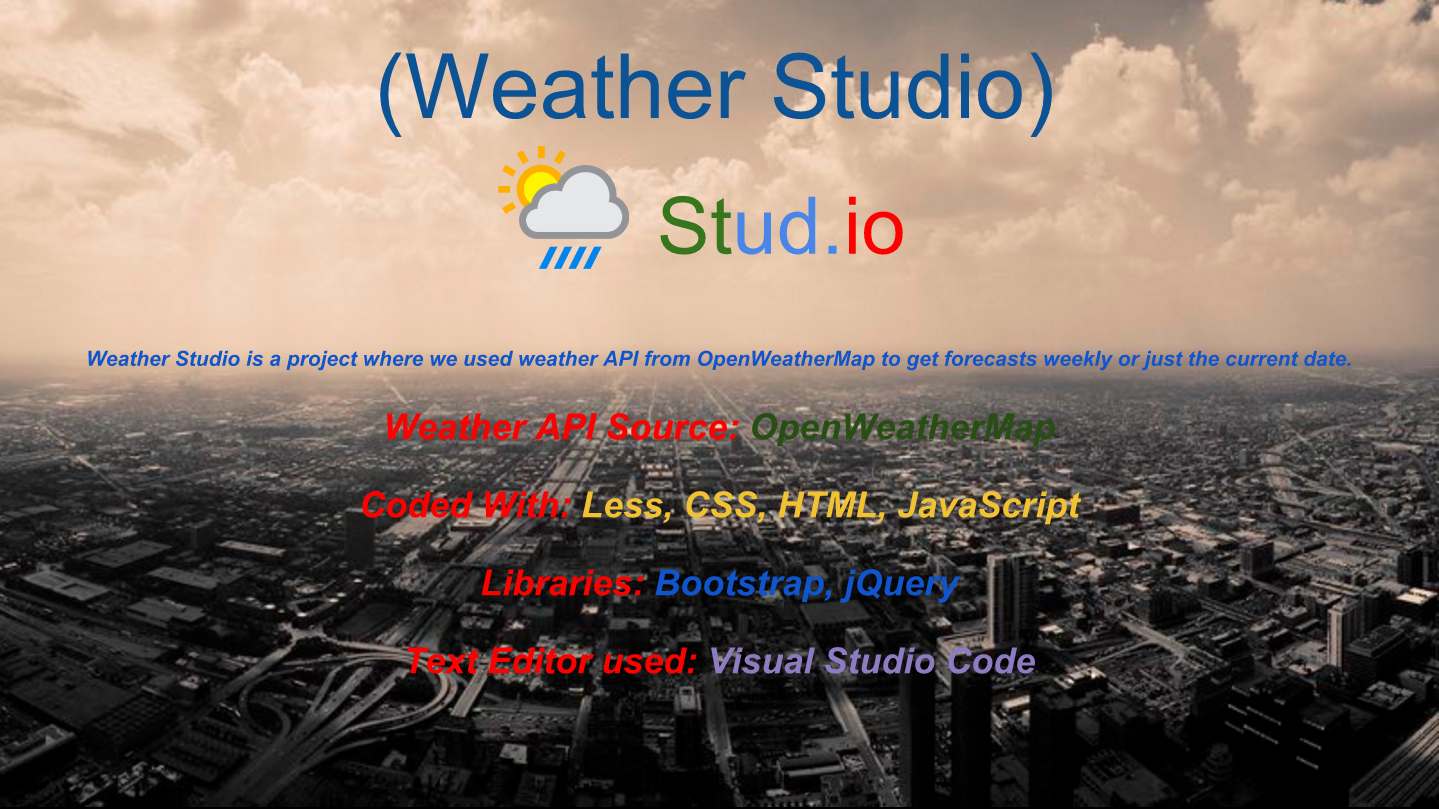 (Weather Studio)
Stud.io
Weather Studio is a project where we used weather API from OpenWeatherMap to get forecasts weekly or just the current date.
Weather API Source: OpenWeatherMap
Coded With: Less, CSS, HTML, JavaScript
Libraries: Bootstrap, jQuery
Text Editor used: Visual Studio Code